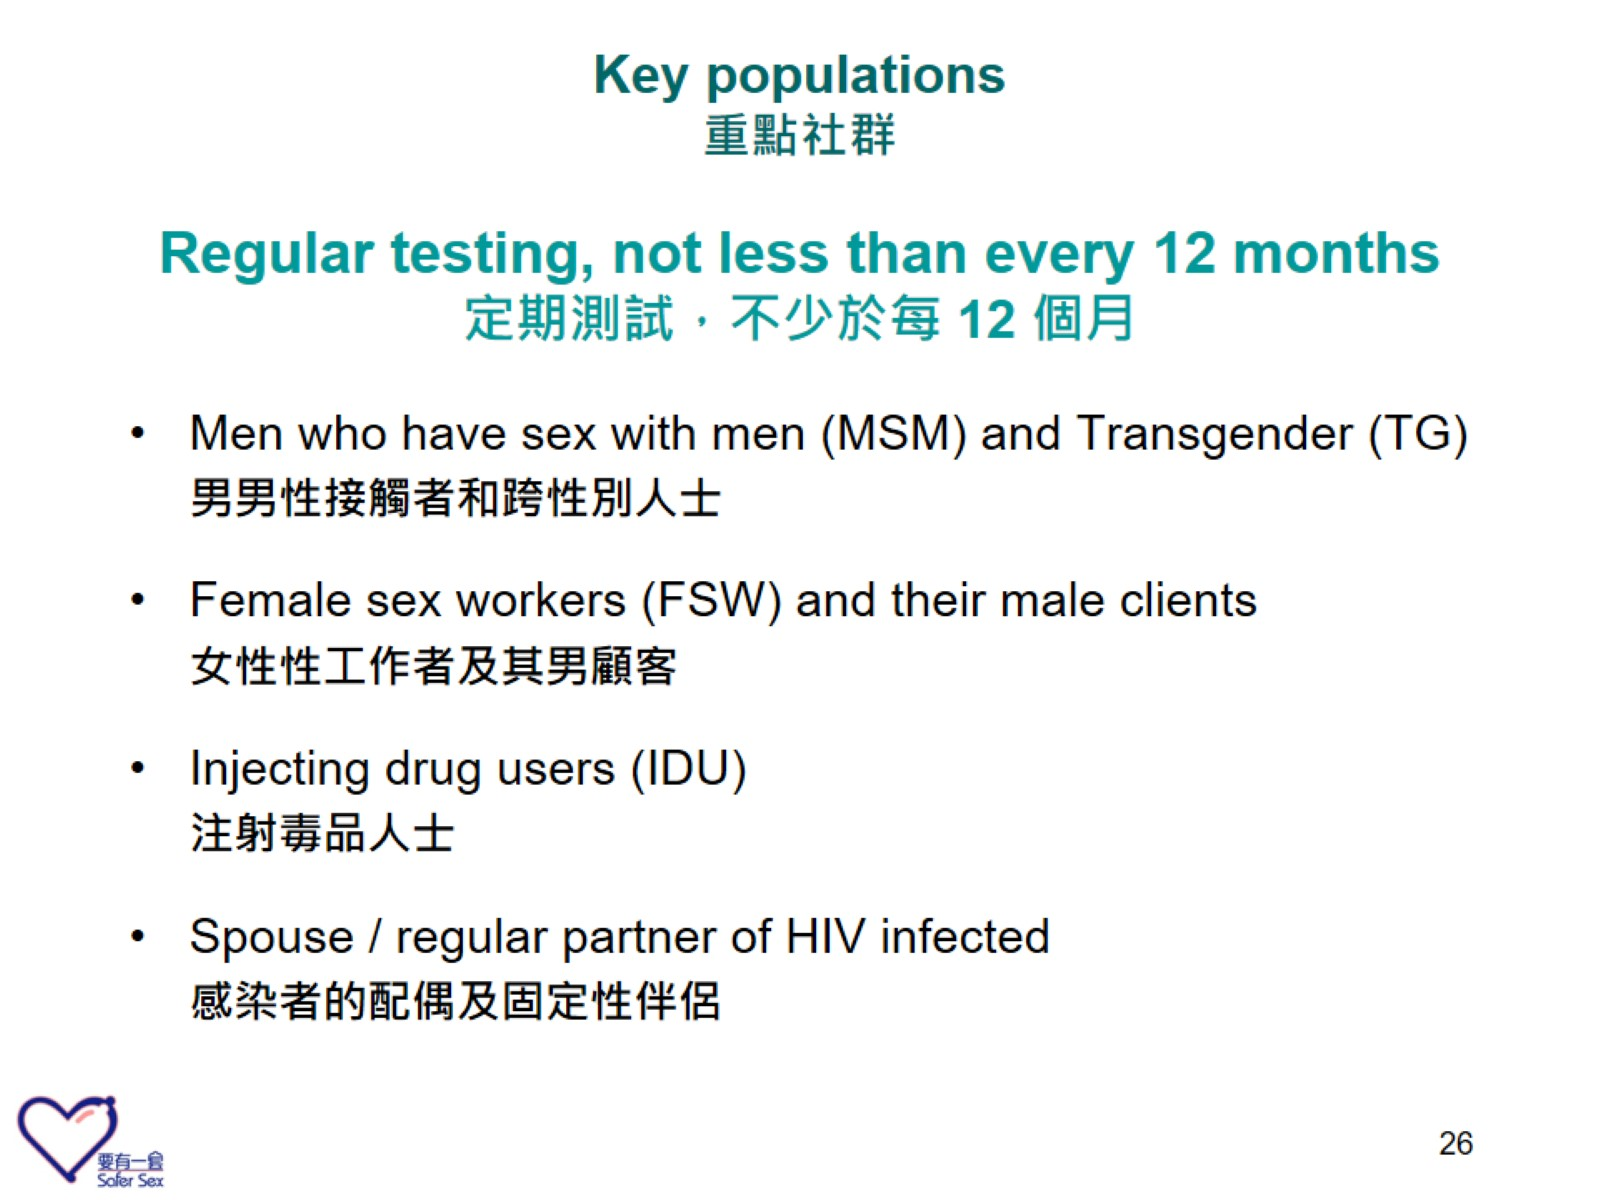 Key populations
重點社群
Regular testing, not less than every 12 months
定期測試，不少於每 12 個月
• Men who have sex with men (MSM) and Transgender (TG)
男男性接觸者和跨性別人士
• Female sex workers (FSW) and their male clients
女性性工作者及其男顧客
• Injecting drug users (IDU)
注射毒品人士
• Spouse / regular partner of HIV infected
感染者的配偶及固定性伴侶
要有一套
Safer Sex
26